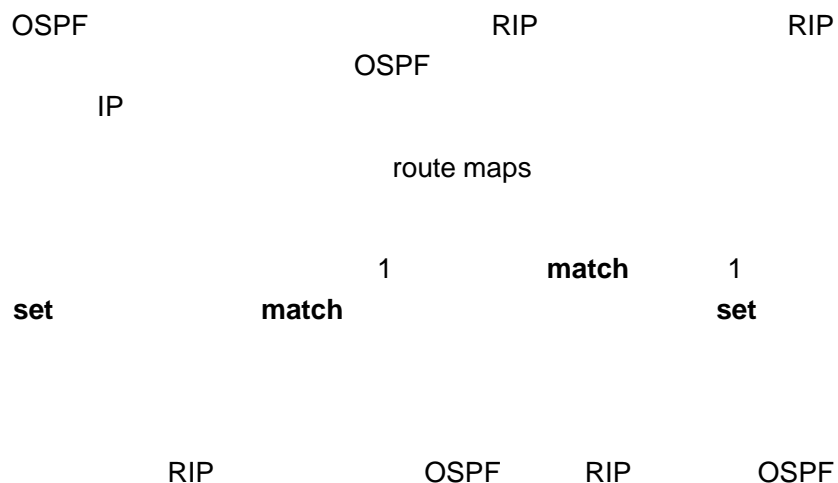 OSPF RIP RIP
OSPF
IP
route maps
1 match 1
set match set
RIP OSPF RIP OSPF